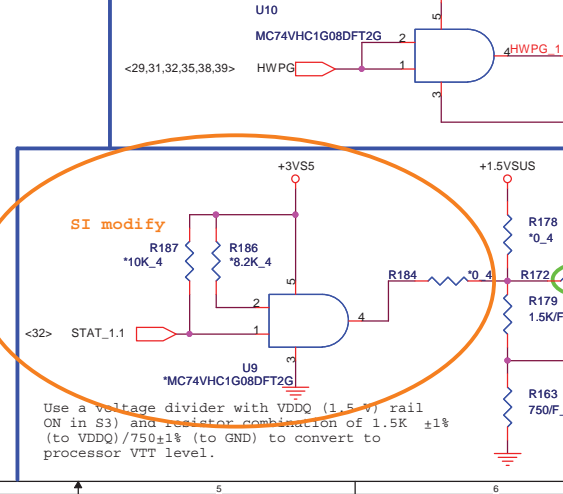 U10
MC74VHC1G08DFT2G
5
2
1
4
3
HWPG_1
<29,31,32,35,38,39>
HWPG
+3VS5
+1.5VSUS
SI modify
R187
*10K_4
R186
*8.2K_4
R178
*0_4
R184
*0_4
R172
R179
1.5K/F
5
2
1
4
3
<32>
STAT_1.1
U9
*MC74VHC1G08DFT2G
R163
750/F_
Use a voltage divider with VDDQ (1.5 V) rail
ON in S3) and resistor combination of 1.5K ±1%
(to VDDQ)/750±1% (to GND) to convert to
processor VTT level.
5
6